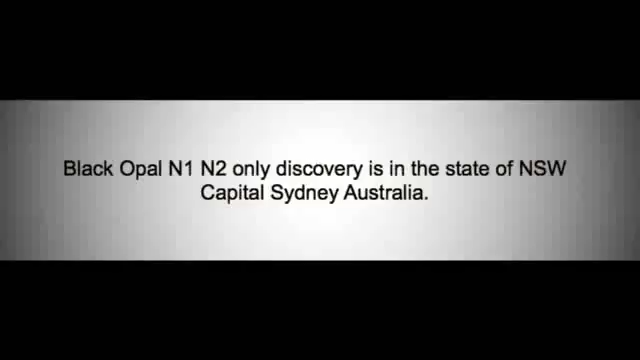 Black Opal N1 N2 only discovery is in the state of NSW
Capital Sydney Australia.